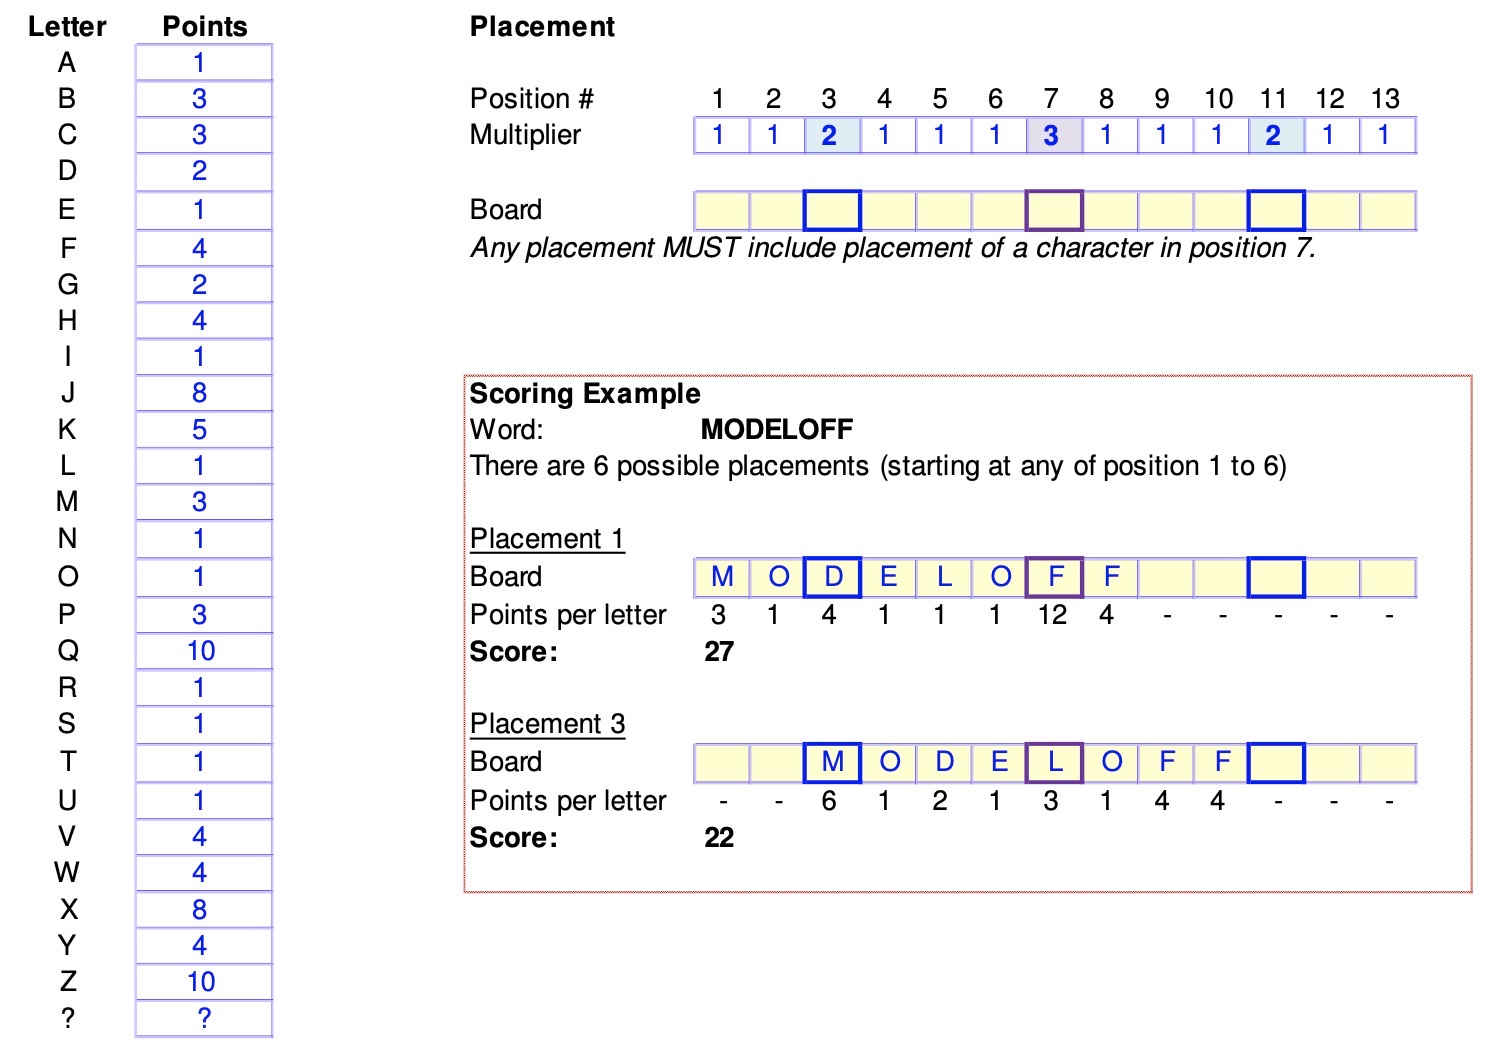 Letter Points
A 1
B 3
C 3
D 2
E 1
F 4
G 2
H 4
I 1
J 8
K 5
L 1
M 3
N 1
O 1
P 3
Q 10
R 1
S 1
T 1
U 1
V 4
W 4
X 8
Y 4
Z 10
? ?
Placement
Position # 1 2 3 4 5 6 7 8 9 10 11 12 13
Multiplier 1 1 2 1 1 1 3 1 1 1 2 1 1
Board
Any placement MUST include placement of a character in position 7.
Scoring Example
Word: MODELOFF
There are 6 possible placements (starting at any of position 1 to 6)
Placement 1
Board M O D E L O F F
Points per letter 3 1 4 1 1 1 12 4 - - - - -
Score: 27
Placement 3
Board M O D E L O F F
Points per letter - - 6 1 2 1 3 1 4 4 - - -
Score: 22